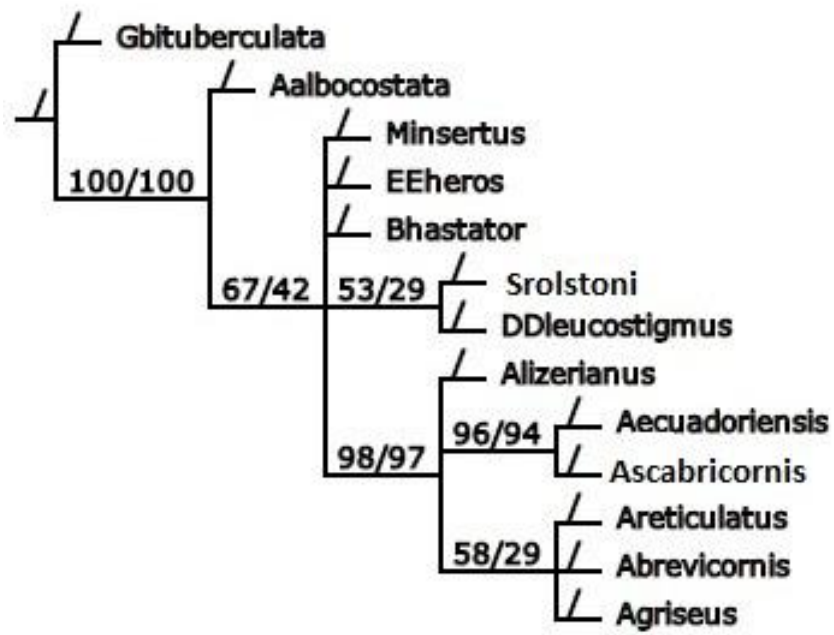 Gbituberculata
Aalbocostata
Minsertus
100/100
EEheros
Bhastator
67/42 53/29
Srolstoni
DDleucostigmus
Alizerianus
Aecuadoriensis
96/94
98/97
Ascabricornis
Areticulatus
58/29
Abrevicornis
Agriseus